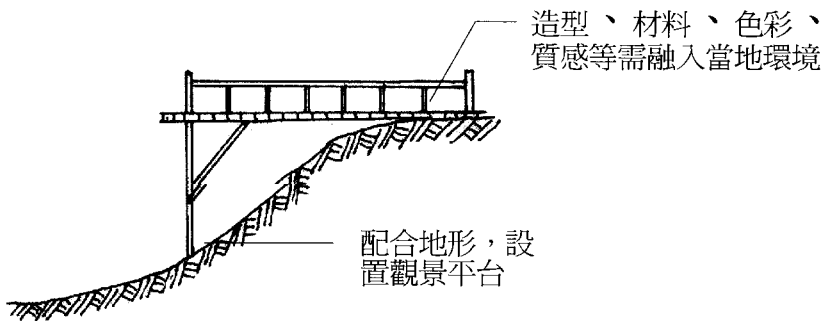 造型、材料、色彩、
質感等需融入當地環境
配合地形，設
置觀景平台